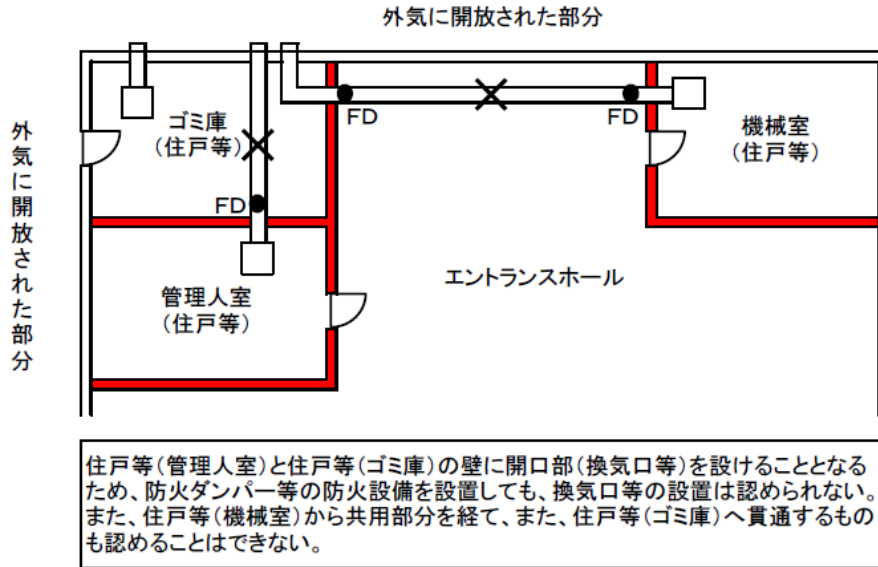 外気に開放された部分
外気に開放された部分
ゴミ庫
(住戸等)
FD
FD
FD
機械室
(住戸等)
管理人室
(住戸等)
エントランスホール
住戸等(管理人室)と住戸等(ゴミ庫)の壁に開口部(換気口等)を設けることとなる
ため、防火ダンパー等の防火設備を設置しても、換気口等の設置は認められない。
また、住戸等(機械室)から共用部分を経て、また、住戸等(ゴミ庫)へ貫通するもの
も認めることはできない。